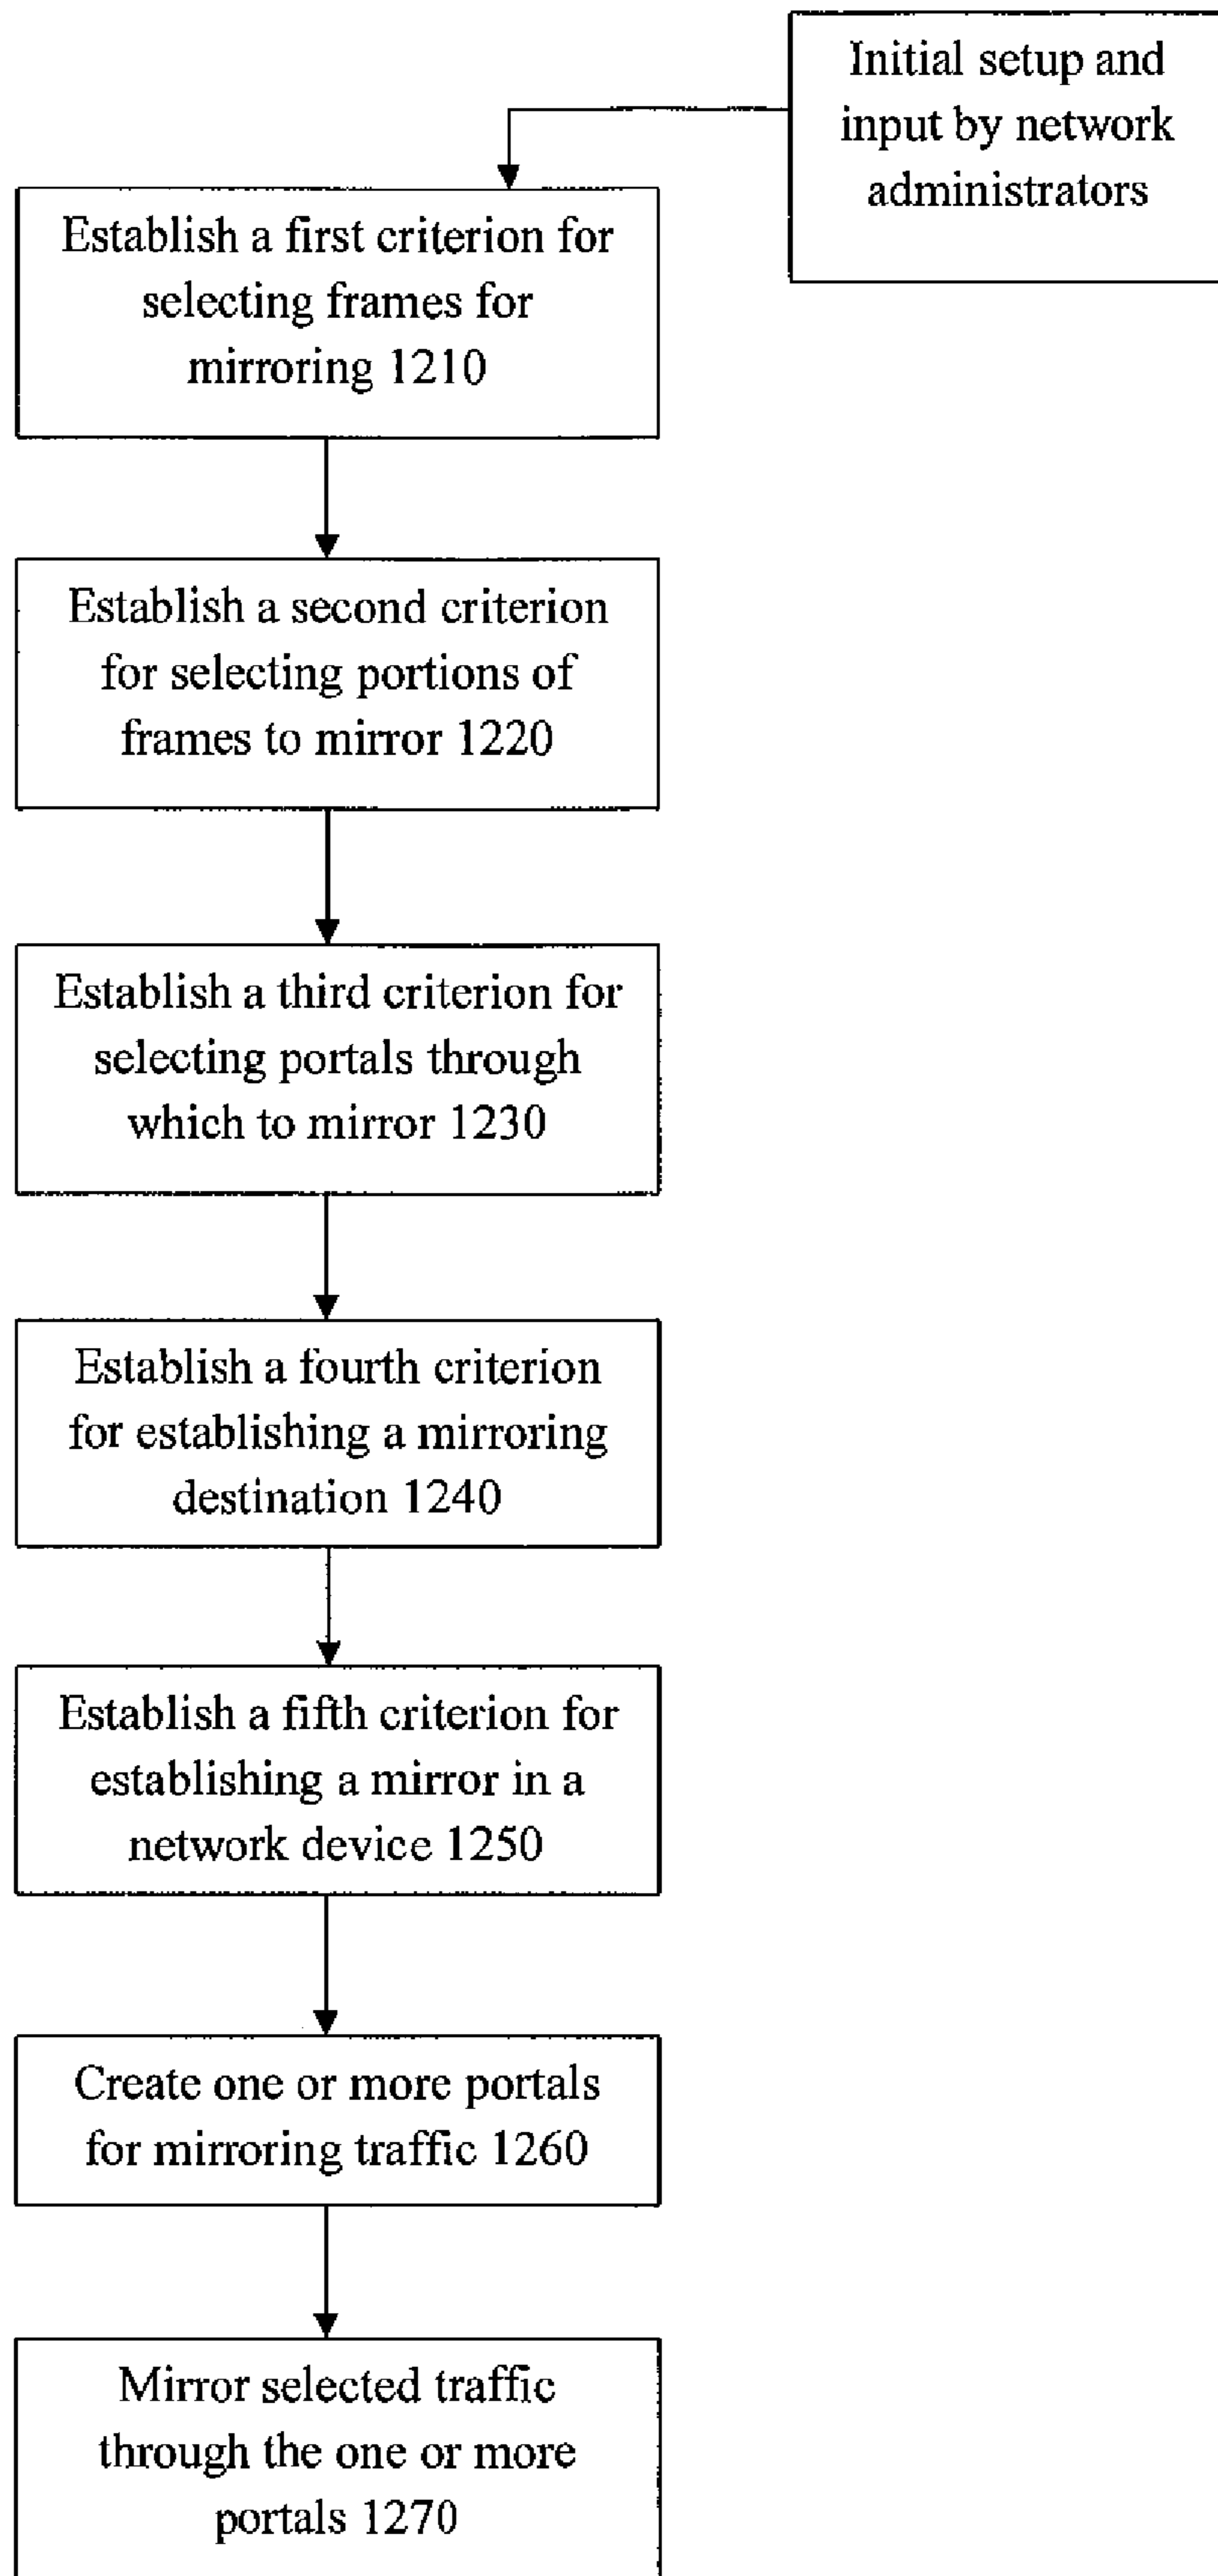 Initial setup and
input by network
administrators
Establish a first criterion for
selecting frames for
mirroring 1210
Establish a second criterion
for selecting portions of
frames to mirror 1220
Establish a third criterion for
selecting portals through
which to mirror 1230
Establish a fourth criterion
for establishing a mirroring
destination 1240
Establish a fifth criterion for
establishing a mirror in a
network device 1250
Create one or more portals
for mirroring traffic 1260
Mirror selected traffic
through the one or more
portals 1270